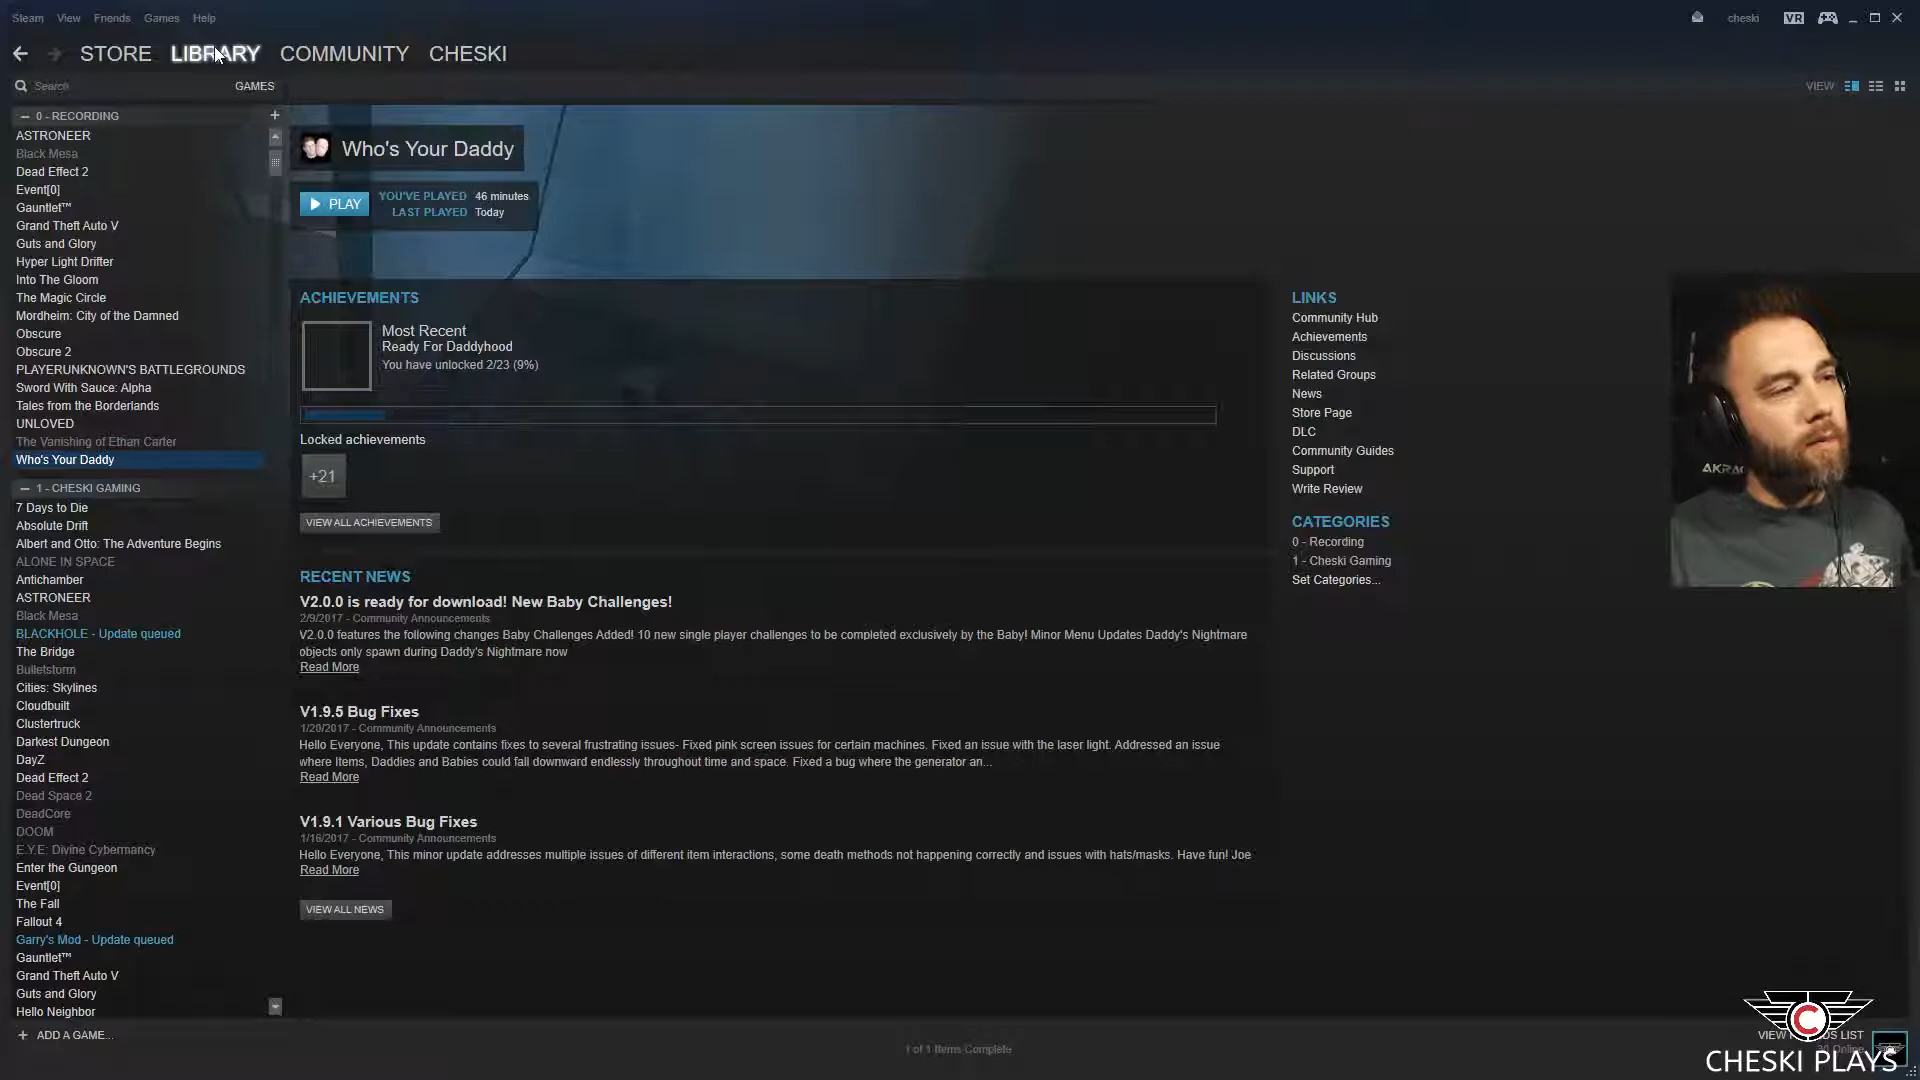 Steam View Friends Games Help
cheski VR
STORE LIBRARY COMMUNITY CHESKI
Search GAMES
VIEW
0 - RECORDING
ASTRONEER
Black Mesa
Dead Effect 2
Event[0]
Gauntlet™
Grand Theft Auto V
Guts and Glory
Hyper Light Drifter
Into The Gloom
The Magic Circle
Mordheim: City of the Damned
Obscure
Obscure 2
PLAYERUNKNOWN'S BATTLEGROUNDS
Sword With Sauce: Alpha
Tales from the Borderlands
UNLOVED
The Vanishing of Ethan Carter
Who's Your Daddy
1 - CHESKI GAMING
7 Days to Die
Absolute Drift
Albert and Otto: The Adventure Begins
ALONE IN SPACE
Antichamber
ASTRONEER
Black Mesa
BLACKHOLE - Update queued
The Bridge
Bulletstorm
Cities: Skylines
Cloudbuilt
Clustertruck
Darkest Dungeon
DayZ
Dead Effect 2
Dead Space 2
DeadCore
DOOM
E.Y.E: Divine Cybermancy
Enter the Gungeon
Event[0]
The Fall
Fallout 4
Garry's Mod - Update queued
Gauntlet™
Grand Theft Auto V
Guts and Glory
Hello Neighbor
+ ADD A GAME...
Who's Your Daddy
PLAY
YOU'VE PLAYED 46 minutes
LAST PLAYED Today
ACHIEVEMENTS
Most Recent
Ready For Daddyhood
You have unlocked 2/23 (9%)
Locked achievements
+21
VIEW ALL ACHIEVEMENTS
RECENT NEWS
V2.0.0 is ready for download! New Baby Challenges!
2/9/2017 - Community Announcements
V2.0.0 features the following changes Baby Challenges Added! 10 new single player challenges to be completed exclusively by the Baby! Minor Menu Updates Daddy's Nightmare
objects only spawn during Daddy's Nightmare now
Read More
V1.9.5 Bug Fixes
1/20/2017 - Community Announcements
Hello Everyone, This update contains fixes to several frustrating issues- Fixed pink screen issues for certain machines. Fixed an issue with the laser light. Addressed an issue
where Items, Daddies and Babies could fall downward endlessly throughout time and space. Fixed a bug where the generator an...
Read More
V1.9.1 Various Bug Fixes
1/16/2017 - Community Announcements
Hello Everyone, This minor update addresses multiple issues of different item interactions, some death methods not happening correctly and issues with hats/masks. Have fun! Joe
Read More
VIEW ALL NEWS
LINKS
Community Hub
Achievements
Discussions
Related Groups
News
Store Page
DLC
Community Guides
Support
Write Review
CATEGORIES
0 - Recording
1 - Cheski Gaming
Set Categories...
1 of 1 Items Complete
VIEW LIST
Online
C
CHESKI PLAYS